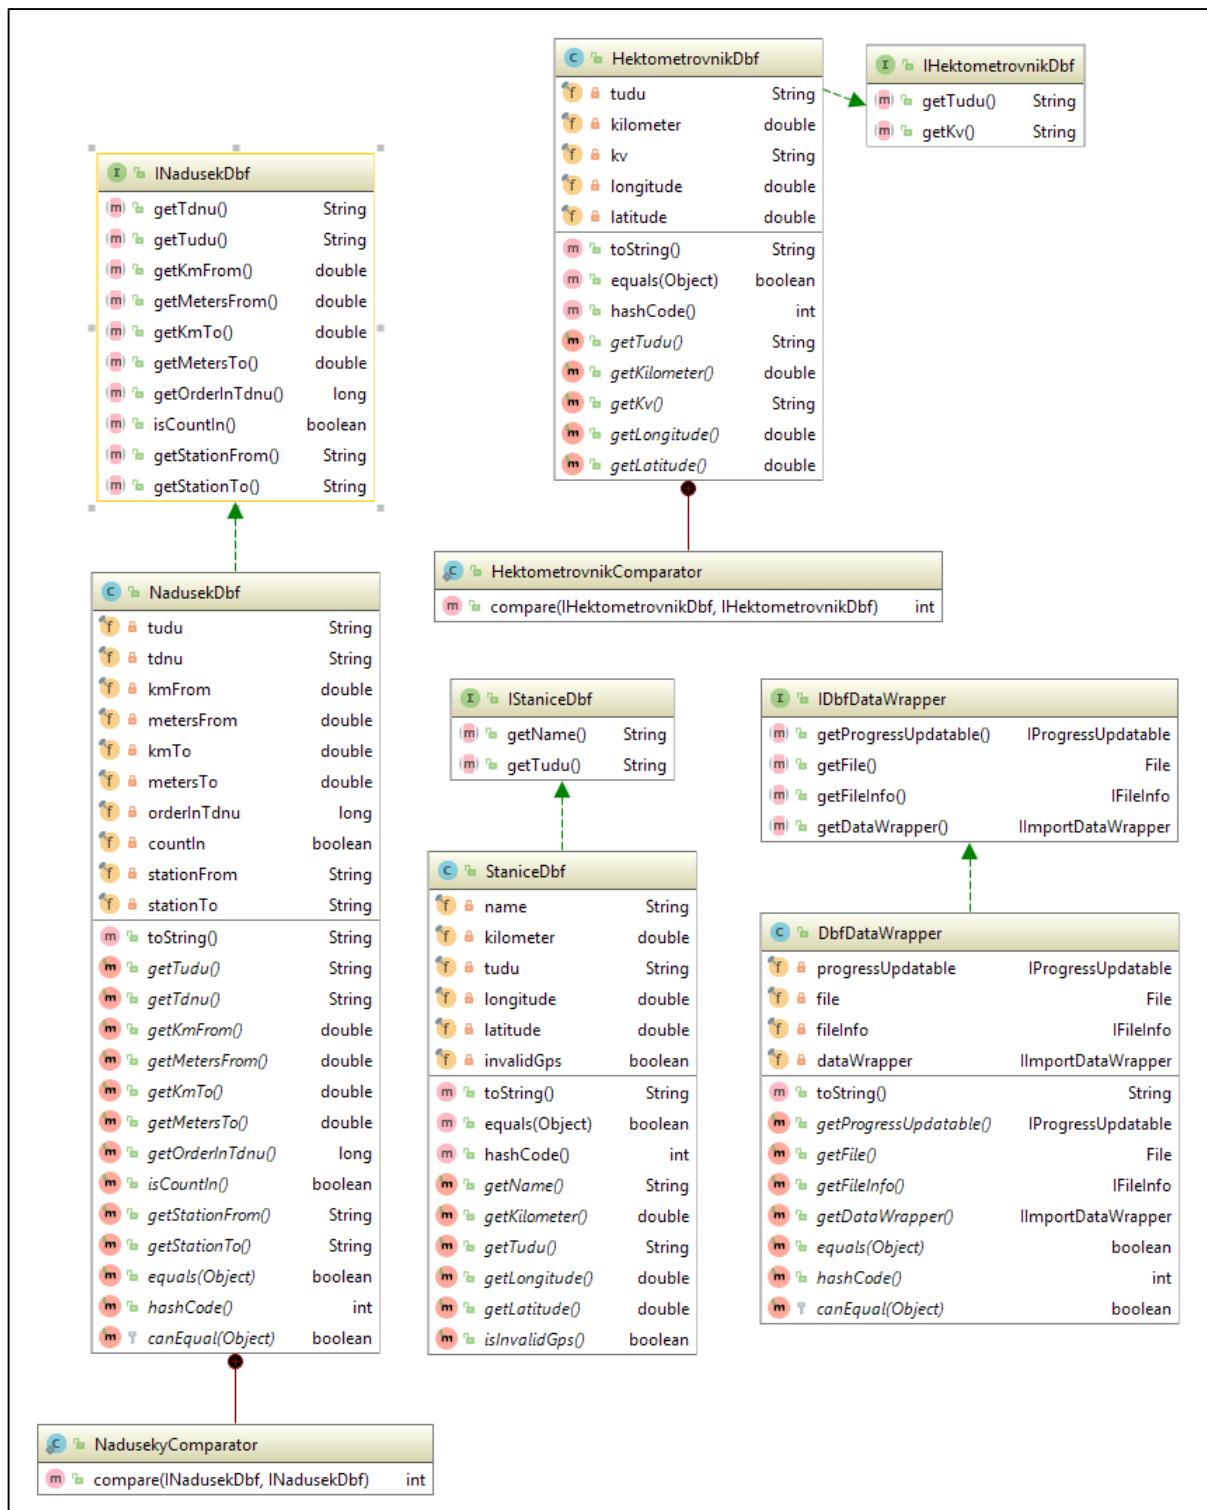 HektometrovnikDbf
tudu String
kilometer double
kv String
longitude double
latitude double
toString() String
equals(Object) boolean
hashCode() int
getTudu() String
getKilometer() double
getKv() String
getLongitude() double
getLatitude() double
IHektometrovnikDbf
getTudu() String
getKv() String
INadusekDbf
getTdnu() String
getTudu() String
getKmFrom() double
getMetersFrom() double
getKmTo() double
getMetersTo() double
getOrderInTdnu() long
isCountIn() boolean
getStationFrom() String
getStationTo() String
HektometrovnikComparator
compare(IHektometrovnikDbf, IHektometrovnikDbf) int
NadusekDbf
tudu String
tdnu String
kmFrom double
metersFrom double
kmTo double
metersTo double
orderInTdnu long
countIn boolean
stationFrom String
stationTo String
toString() String
getTudu() String
getTdnu() String
getKmFrom() double
getMetersFrom() double
getKmTo() double
getMetersTo() double
getOrderInTdnu() long
isCountIn() boolean
getStationFrom() String
getStationTo() String
equals(Object) boolean
hashCode() int
canEqual(Object) boolean
IStaniceDbf
getName() String
getTudu() String
StaniceDbf
name String
kilometer double
tudu String
longitude double
latitude double
invalidGps boolean
toString() String
equals(Object) boolean
hashCode() int
getName() String
getKilometer() double
getTudu() String
getLongitude() double
getLatitude() double
isInvalidGps() boolean
IDbfDataWrapper
getProgressUpdatable() IProgressUpdatable
getFile() File
getFileInfo() IFileInfo
getDataWrapper() IImportDataWrapper
DbfDataWrapper
progressUpdatable IProgressUpdatable
file File
fileInfo IFileInfo
dataWrapper IImportDataWrapper
toString() String
getProgressUpdatable() IProgressUpdatable
getFile() File
getFileInfo() IFileInfo
getDataWrapper() IImportDataWrapper
equals(Object) boolean
hashCode() int
canEqual(Object) boolean
NadusekyComparator
compare(INadusekDbf, INadusekDbf) int